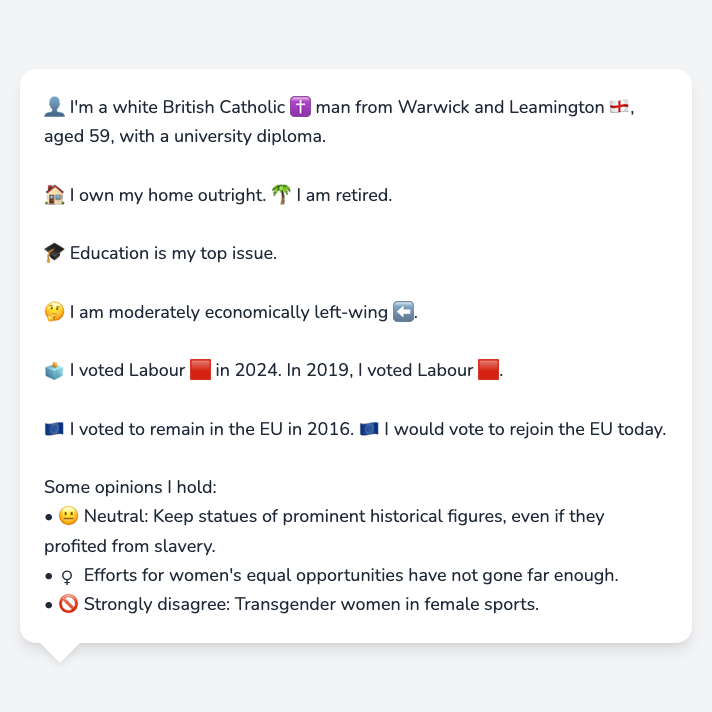 👤 I'm a white British Catholic ✝️ man from Warwick and Leamington 🏴󠁧󠁢󠁥󠁮󠁧󠁿,
aged 59, with a university diploma.
🏠 I own my home outright. 🌴 I am retired.
🎓 Education is my top issue.
🤔 I am moderately economically left-wing ⬅️.
🗳️ I voted Labour 🟥 in 2024. In 2019, I voted Labour 🟥.
🇪🇺 I voted to remain in the EU in 2016. 🇪🇺 I would vote to rejoin the EU today.
Some opinions I hold:
• 😐 Neutral: Keep statues of prominent historical figures, even if they
profited from slavery.
• ♀ Efforts for women's equal opportunities have not gone far enough.
• 🚫 Strongly disagree: Transgender women in female sports.